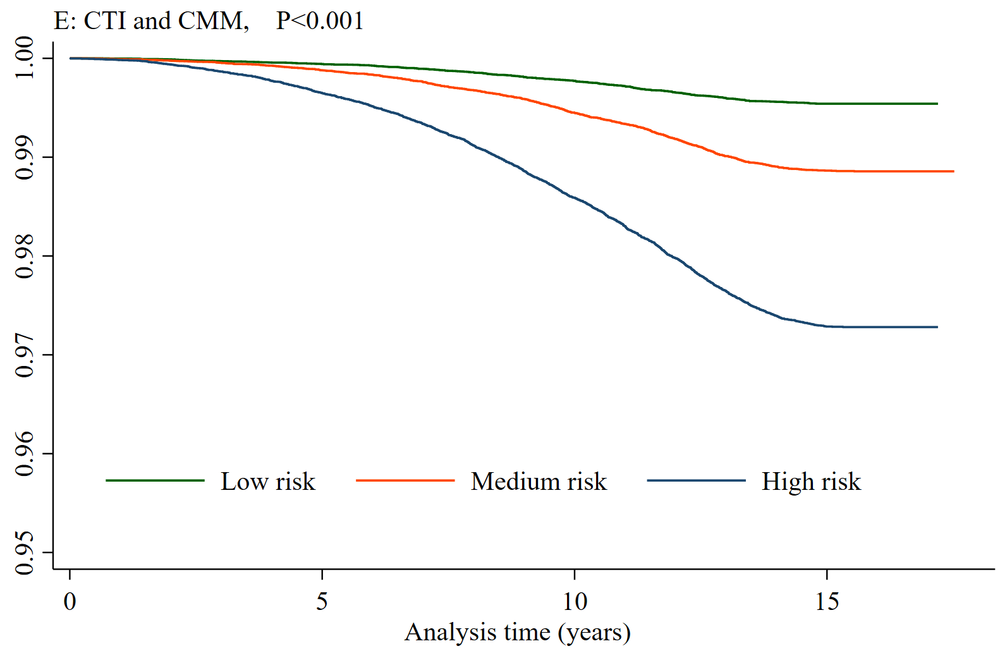 E: CTI and CMM, P<0.001
1.00
0.99
0.98
0.97
0.96
0.95
Low risk Medium risk High risk
0 5 10 15
Analysis time (years)